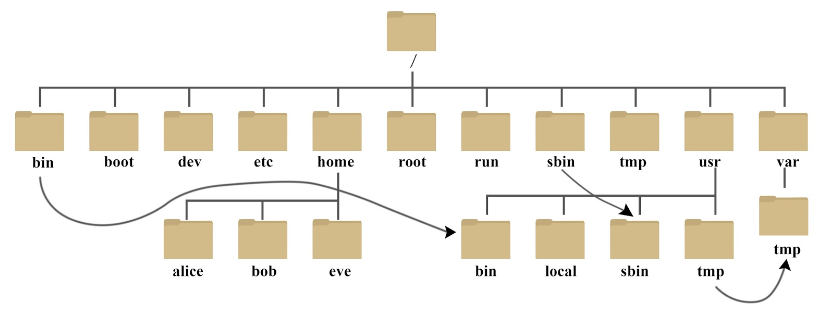 /
bin boot dev etc home root run sbin tmp usr var
tmp
alice bob eve bin local sbin tmp